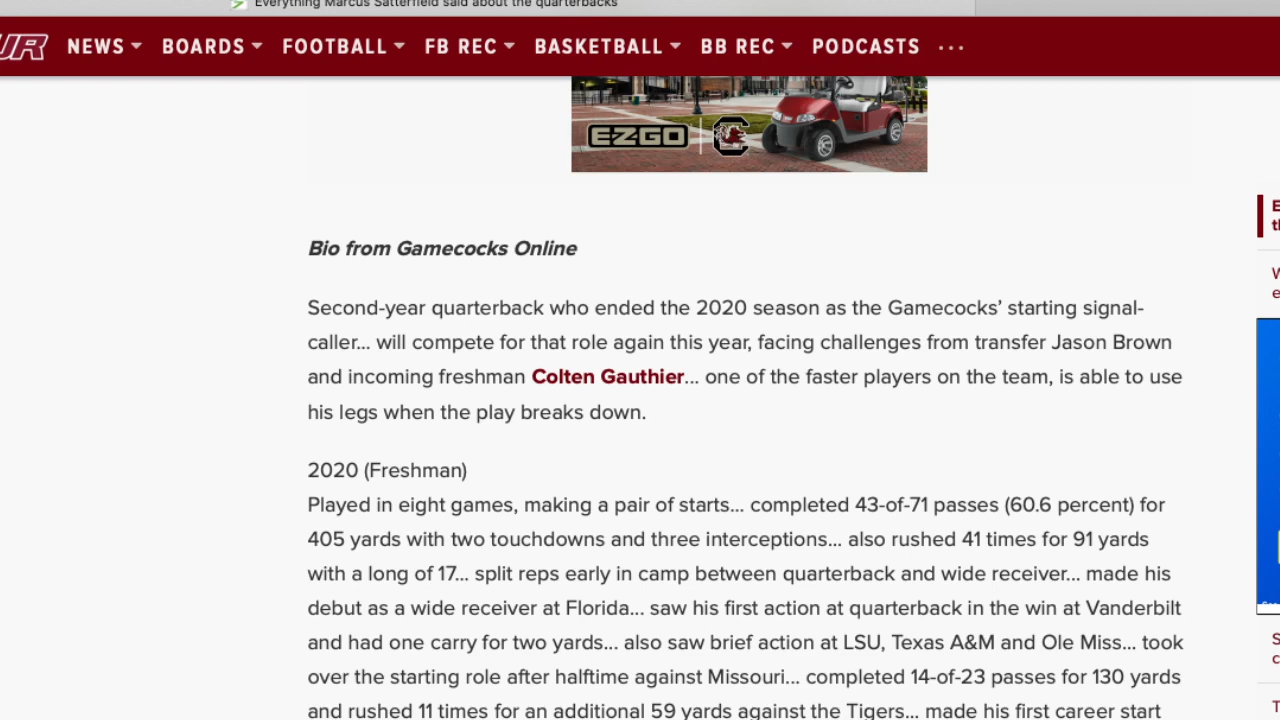 Everything Marcus Satterfield said about the quarterbacks
NEWS BOARDS FOOTBALL FB REC BASKETBALL BB REC PODCASTS ...
EZGO
Bio from Gamecocks Online
Second-year quarterback who ended the 2020 season as the Gamecocks’ starting signal-
caller... will compete for that role again this year, facing challenges from transfer Jason Brown
and incoming freshman Colten Gauthier... one of the faster players on the team, is able to use
his legs when the play breaks down.
2020 (Freshman)
Played in eight games, making a pair of starts... completed 43-of-71 passes (60.6 percent) for
405 yards with two touchdowns and three interceptions... also rushed 41 times for 91 yards
with a long of 17... split reps early in camp between quarterback and wide receiver... made his
debut as a wide receiver at Florida... saw his first action at quarterback in the win at Vanderbilt
and had one carry for two yards... also saw brief action at LSU, Texas A&M and Ole Miss... took
over the starting role after halftime against Missouri... completed 14-of-23 passes for 130 yards
and rushed 11 times for an additional 59 yards against the Tigers... made his first career start